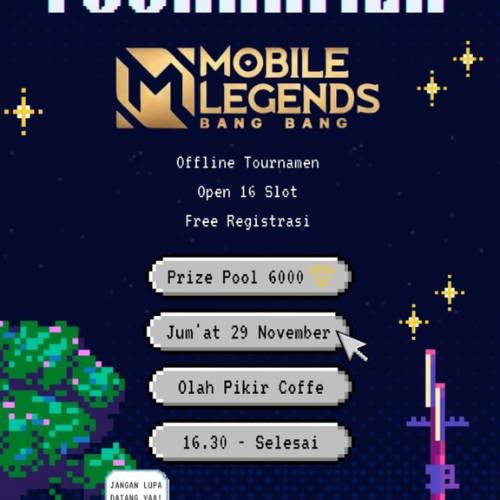 MOBILE
LEGENDS
BANG BANG
Offline Tournamen
Open 16 Slot
Free Registrasi
Prize Pool 6000
Jum'at 29 November
Olah Pikir Coffe
16.30 - Selesai
JANGAN LUPA
DATANG YAA!